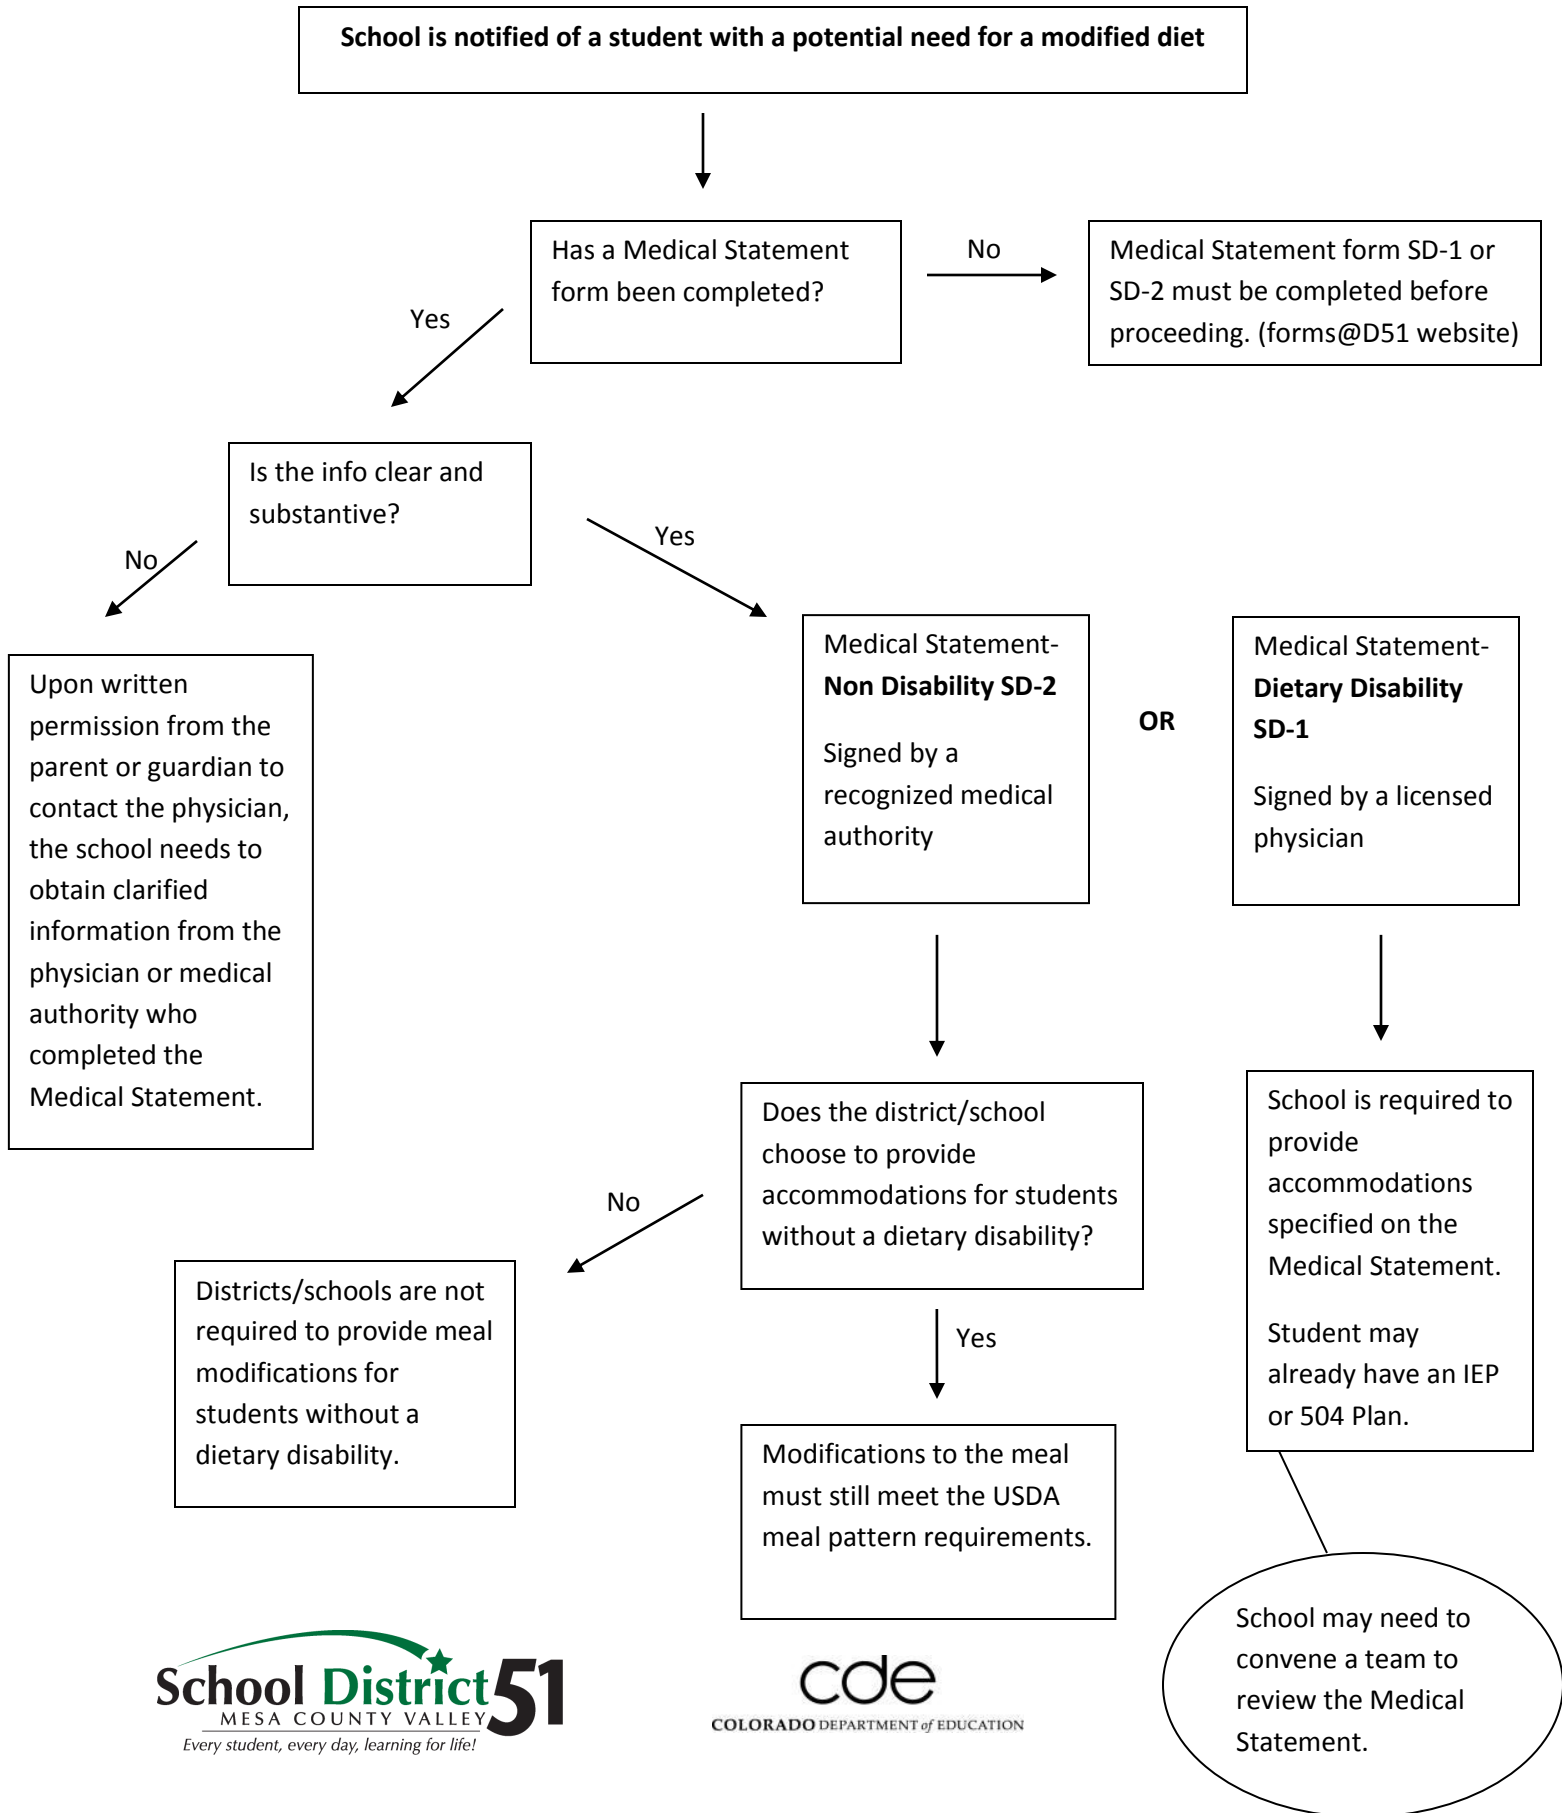 School is notified of a student with a potential need for a modified diet
Has a Medical Statement
form been completed?
No
Medical Statement form SD-1 or
SD-2 must be completed before
proceeding. (forms@D51 website)
Yes
Is the info clear and
substantive?
No
Yes
Upon written
permission from the
parent or guardian to
contact the physician,
the school needs to
obtain clarified
information from the
physician or medical
authority who
completed the
Medical Statement.
Medical Statement-
Non Disability SD-2
Signed by a
recognized medical
authority
OR
Medical Statement-
Dietary Disability
SD-1
Signed by a licensed
physician
Does the district/school
choose to provide
accommodations for students
without a dietary disability?
No
Districts/schools are not
required to provide meal
modifications for
students without a
dietary disability.
Yes
Modifications to the meal
must still meet the USDA
meal pattern requirements.
School is required to
provide
accommodations
specified on the
Medical Statement.
Student may
already have an IEP
or 504 Plan.
School may need to
convene a team to
review the Medical
Statement.
School District 51
MESA COUNTY VALLEY
Every student, every day, learning for life!
cde
COLORADO DEPARTMENT of EDUCATION